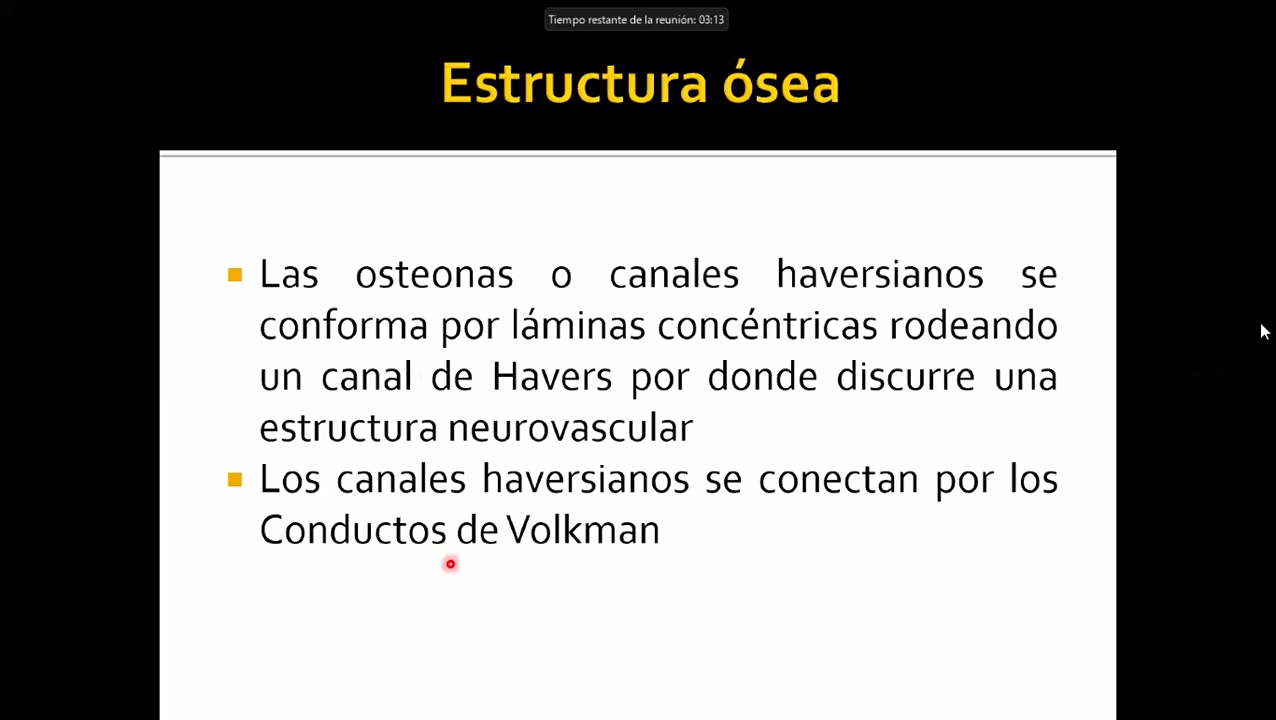 Tiempo restante de la reunión: 03:13
Estructura ósea
Las osteonas o canales haversianos se
conforma por láminas concéntricas rodeando
un canal de Havers por donde discurre una
estructura neurovascular
Los canales haversianos se conectan por los
Conductos de Volkman